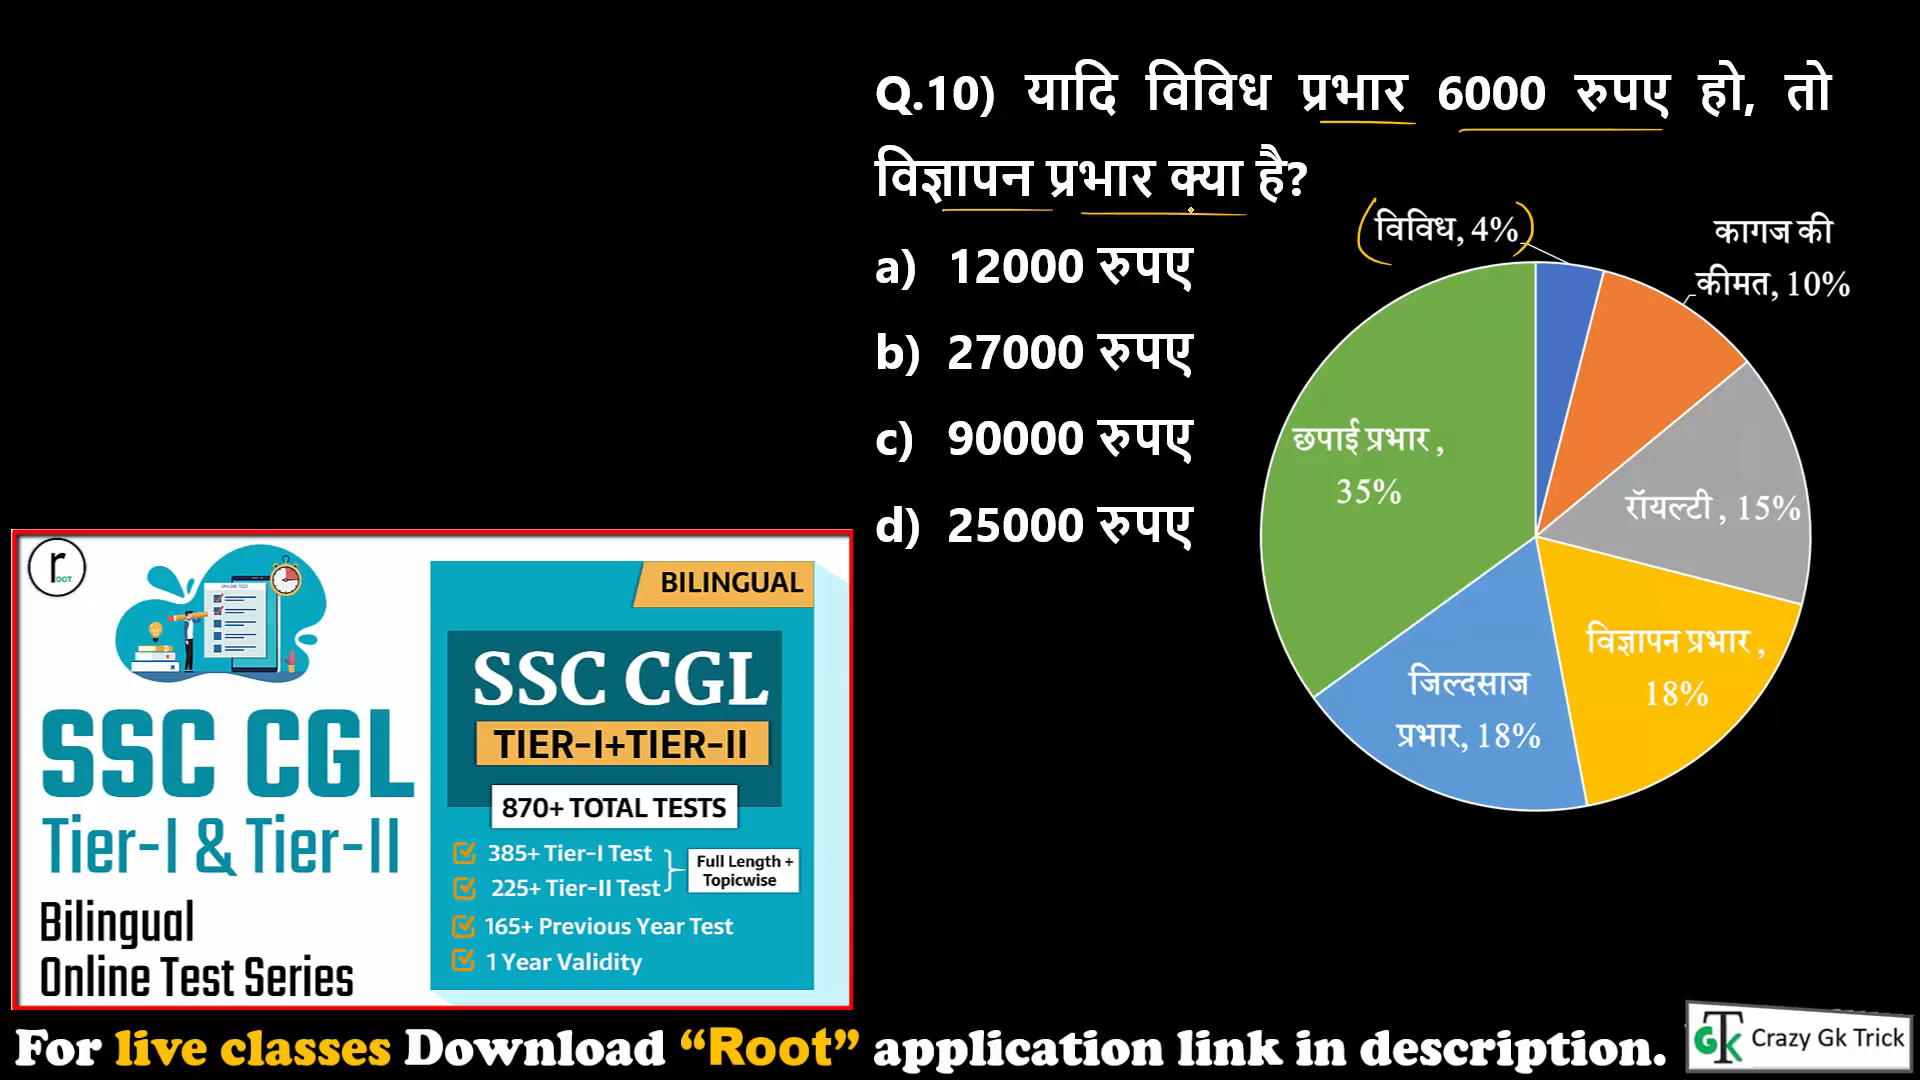 Q.10) यादि विविध प्रभार 6000 रुपए हो, तो
विज्ञापन प्रभार क्या है?
a) 12000 रुपए
b) 27000 रुपए
c) 90000 रुपए
d) 25000 रुपए
विविध, 4%
कागज की
कीमत, 10%
रॉयल्टी , 15%
विज्ञापन प्रभार ,
18%
जिल्दसाज
प्रभार, 18%
छपाई प्रभार ,
35%
rOOT
ONLINE TEST
SSC CGL
Tier-I & Tier-II
Bilingual
Online Test Series
BILINGUAL
SSC CGL
TIER-I+TIER-II
870+ TOTAL TESTS
385+ Tier-I Test
225+ Tier-II Test
Full Length +
Topicwise
165+ Previous Year Test
1 Year Validity
For live classes Download “Root” application link in description.
GTK Crazy Gk Trick